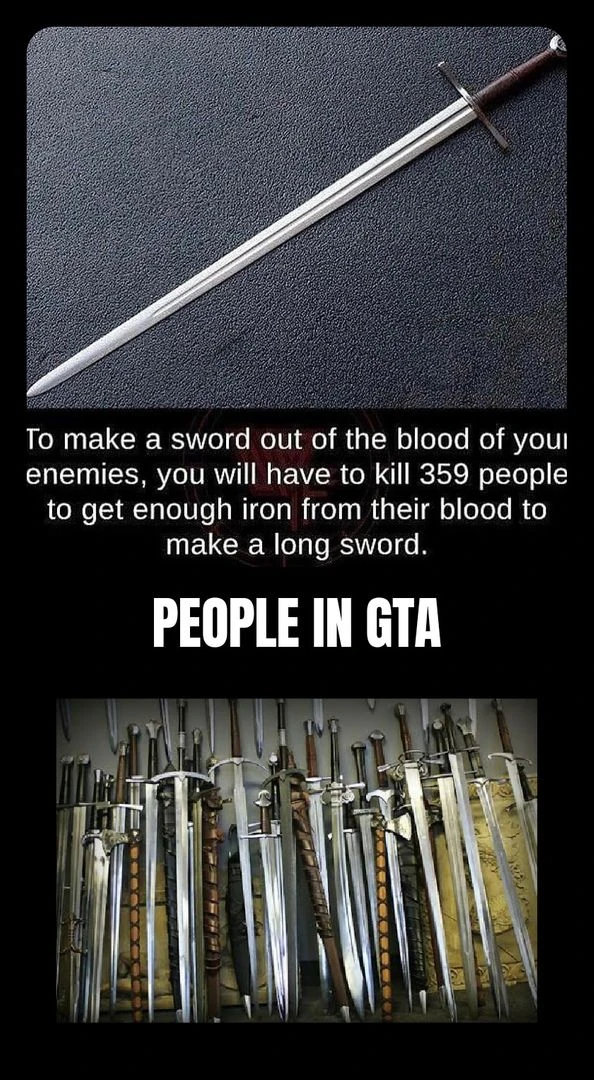 To make a sword out of the blood of your
enemies, you will have to kill 359 people
to get enough iron from their blood to
make a long sword.
PEOPLE IN GTA